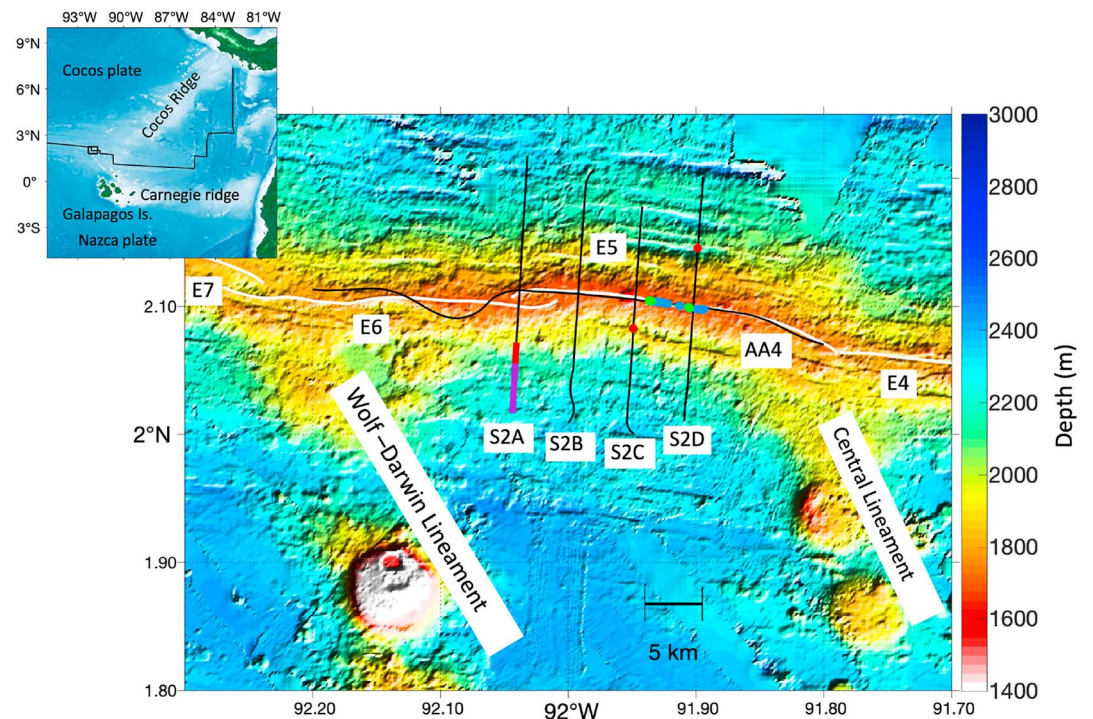 93°W 90°W 87°W 84°W 81°W
9°N
6°N
3°N
0°
3°S
Cocos plate
Cocos Ridge
Carnegie ridge
Galapagos Is.
Nazca plate
E7
E6
E5
AA4
E4
S2A
S2B
S2C
S2D
Wolf –Darwin Lineament
Central Lineament
5 km
2.10
2°N
1.90
1.80
92.20 92.10 92°W 91.90 91.80 91.70
3000
2800
2600
2400
2200
2000
1800
1600
1400
Depth (m)